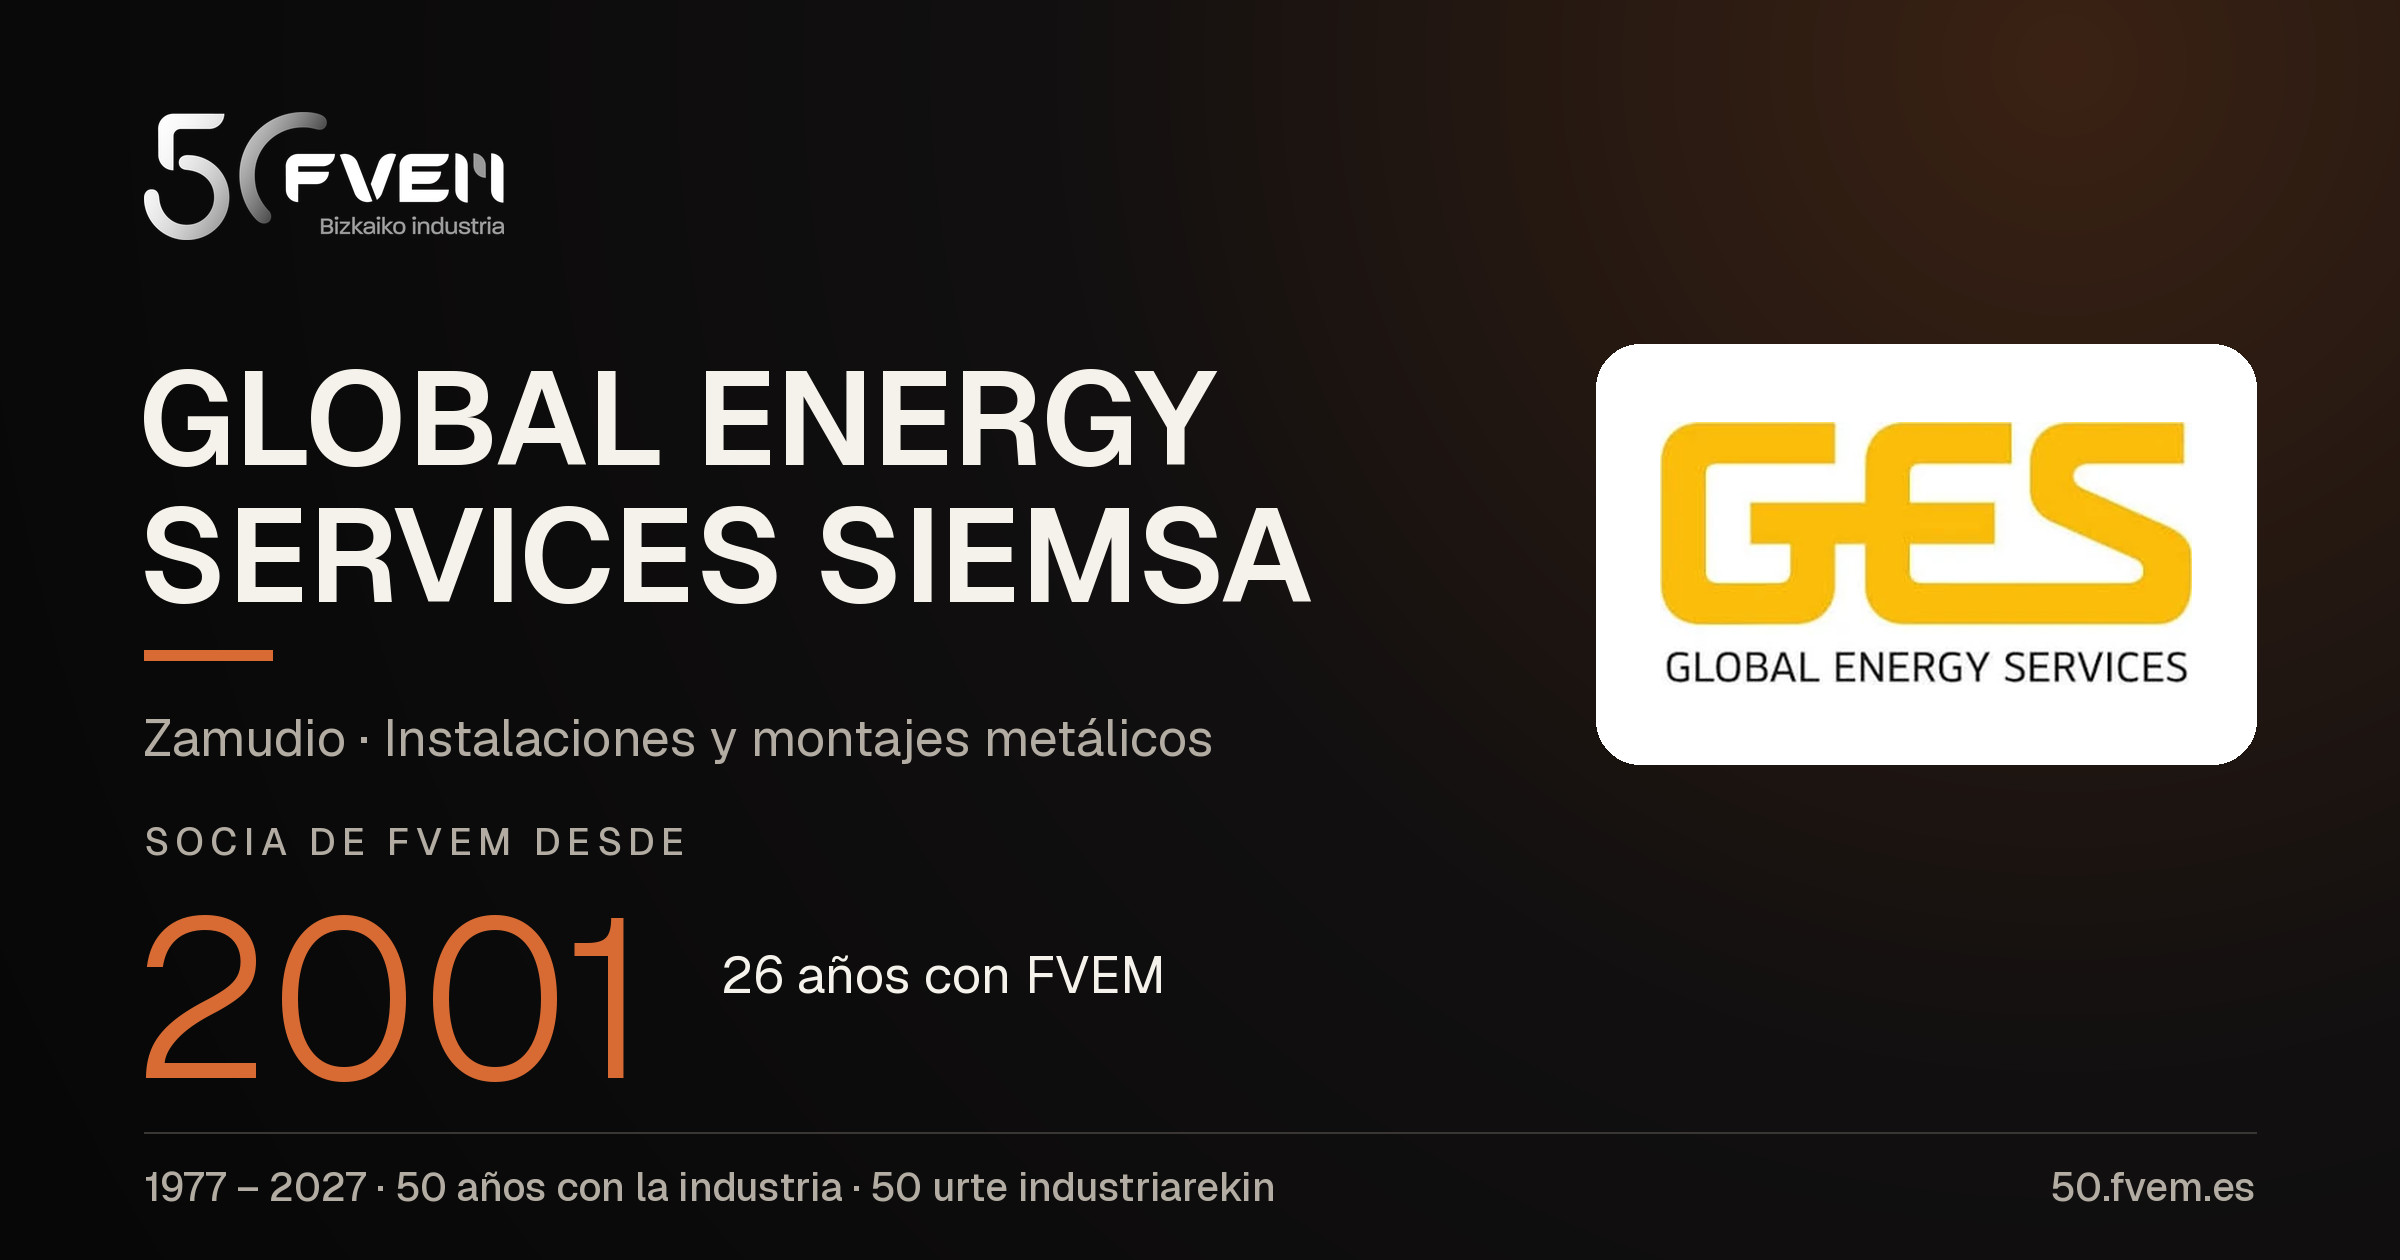 50 FVEM
Bizkaiko industria
GLOBAL ENERGY
SERVICES SIEMSA
GES
GLOBAL ENERGY SERVICES
Zamudio · Instalaciones y montajes metálicos
SOCIA DE FVEM DESDE
2001
26 años con FVEM
1977 – 2027 · 50 años con la industria · 50 urte industriarekin
50.fvem.es